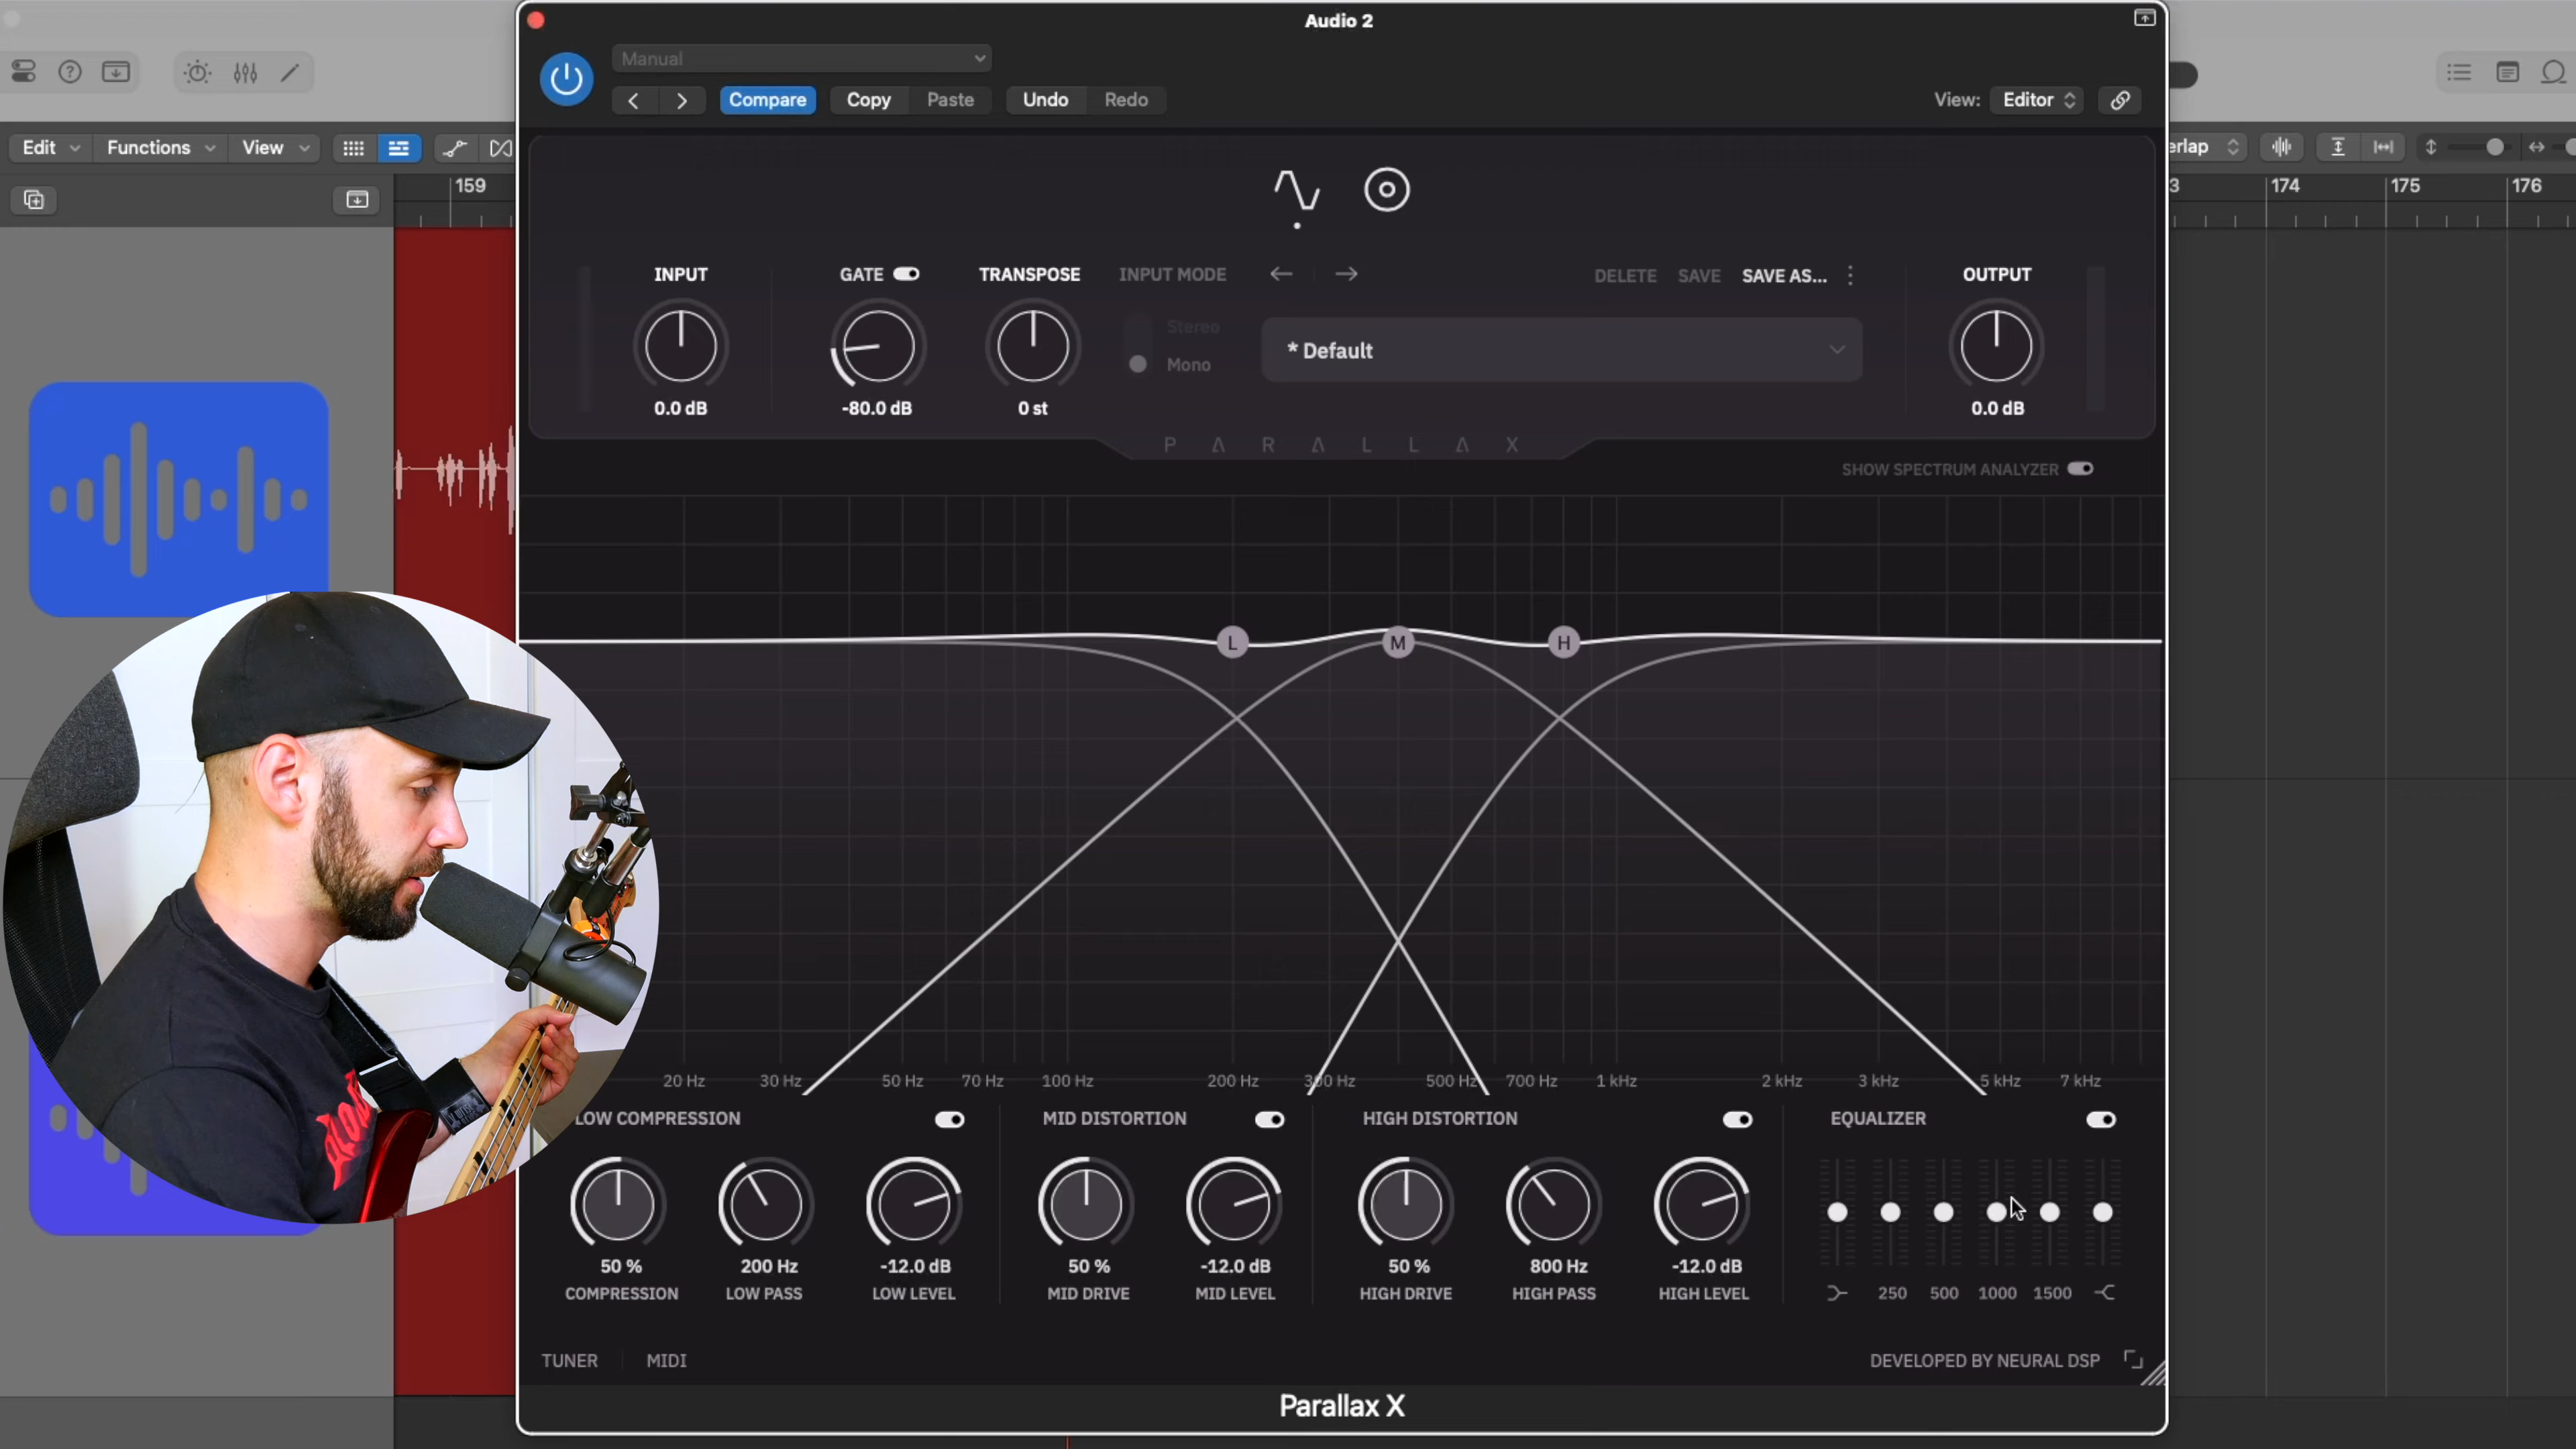 Audio 2
Manual
Compare Copy Paste Undo Redo
View: Editor
Edit Functions View
erlap
159
3 174 175 176
INPUT GATE TRANSPOSE INPUT MODE
DELETE SAVE SAVE AS... OUTPUT
Stereo
Mono
* Default
0.0 dB -80.0 dB 0 st 0.0 dB
PARALLAX
SHOW SPECTRUM ANALYZER
L M H
20 Hz 30 Hz 50 Hz 70 Hz 100 Hz 200 Hz 300 Hz 500 Hz 700 Hz 1 kHz 2 kHz 3 kHz 5 kHz 7 kHz
LOW COMPRESSION MID DISTORTION HIGH DISTORTION EQUALIZER
50 % 200 Hz -12.0 dB 50 % -12.0 dB 50 % 800 Hz -12.0 dB
COMPRESSION LOW PASS LOW LEVEL MID DRIVE MID LEVEL HIGH DRIVE HIGH PASS HIGH LEVEL 250 500 1000 1500
TUNER MIDI DEVELOPED BY NEURAL DSP
Parallax X